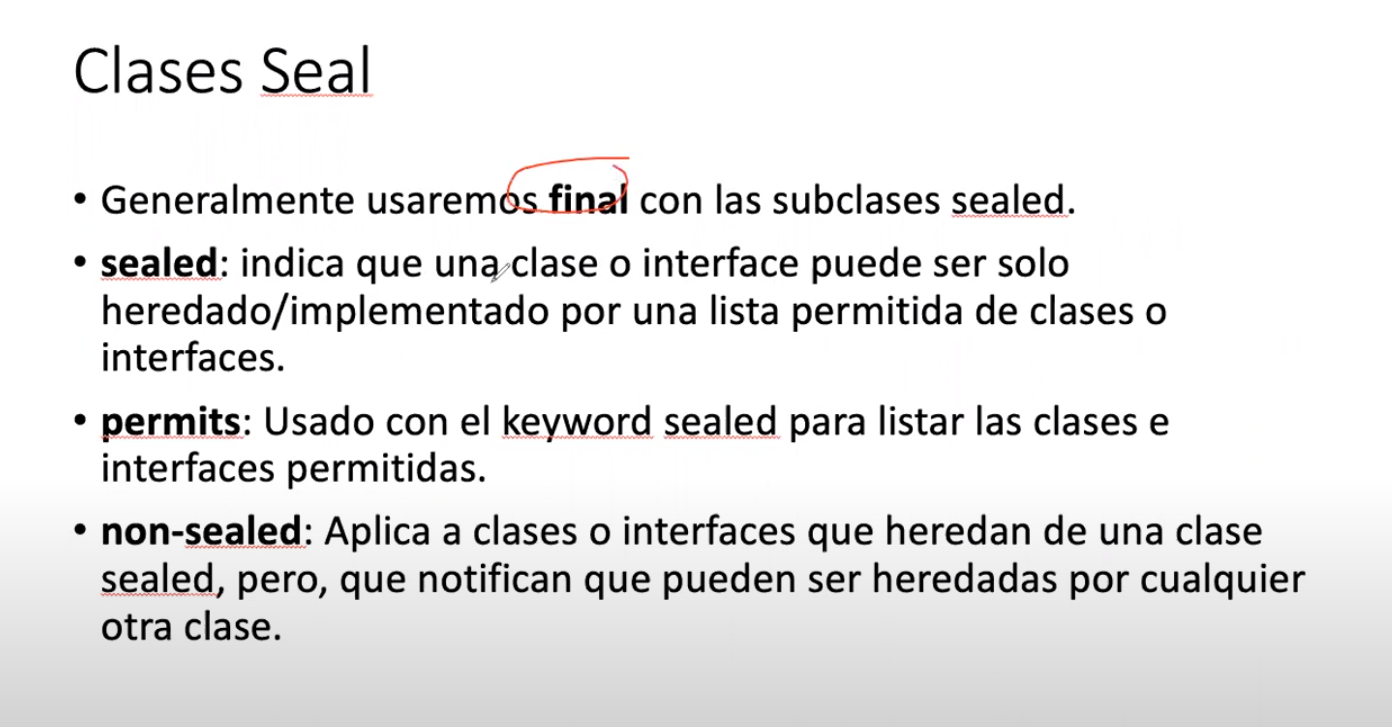 Clases Seal
• Generalmente usaremos final con las subclases sealed.
• sealed: indica que una clase o interface puede ser solo
heredado/implementado por una lista permitida de clases o
interfaces.
• permits: Usado con el keyword sealed para listar las clases e
interfaces permitidas.
• non-sealed: Aplica a clases o interfaces que heredan de una clase
sealed, pero, que notifican que pueden ser heredadas por cualquier
otra clase.